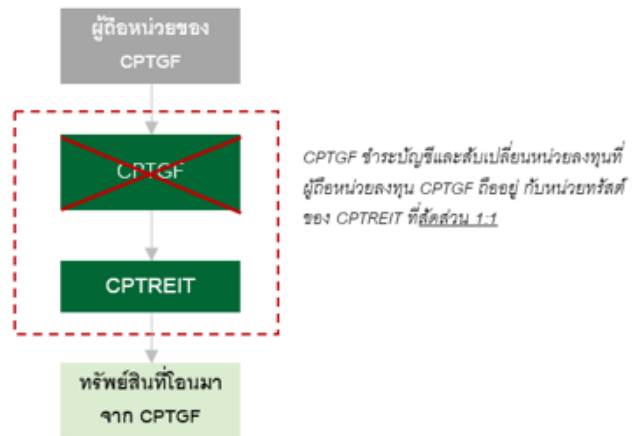 ผู้ถือหน่วยของ
CPTGF
CPTGF
CPTGF ชำระบัญชีและสับเปลี่ยนหน่วยลงทุนที่
ผู้ถือหน่วยลงทุน CPTGF ถืออยู่ กับหน่วยทรัสต์
ของ CPTREIT ที่สัดส่วน 1:1
CPTREIT
ทรัพย์สินที่โอนมา
จาก CPTGF